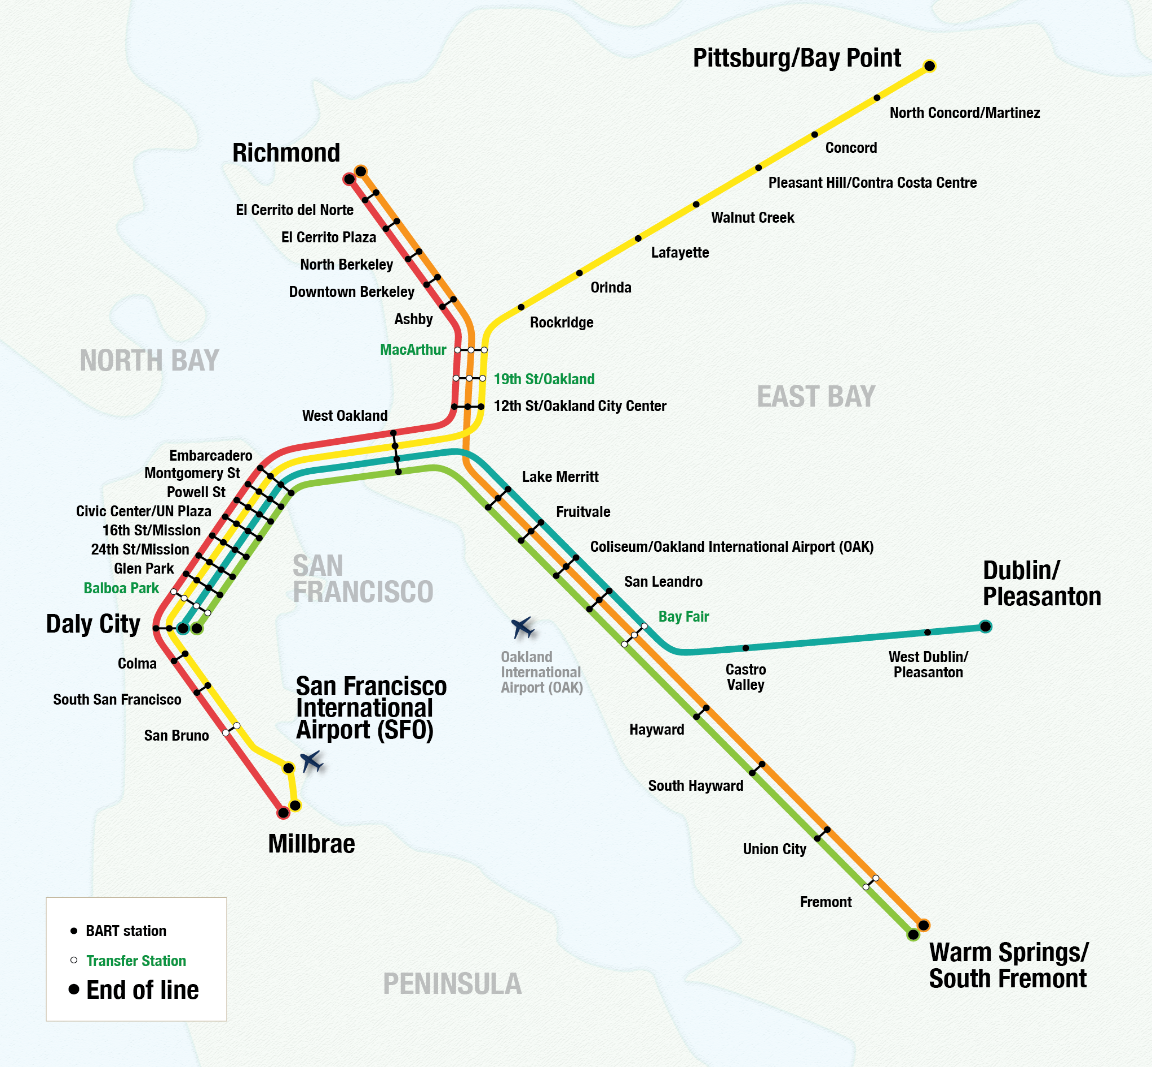 Pittsburg/Bay Point
North Concord/Martinez
Concord
Richmond
Pleasant Hill/Contra Costa Centre
El Cerrito del Norte
Walnut Creek
El Cerrito Plaza
Lafayette
North Berkeley
Orinda
Downtown Berkeley
Ashby
Rockridge
MacArthur
NORTH BAY
19th St/Oakland
EAST BAY
12th St/Oakland City Center
West Oakland
Embarcadero
Montgomery St
Powell St
Civic Center/UN Plaza
16th St/Mission
24th St/Mission
Glen Park
Balboa Park
Daly City
Lake Merritt
Fruitvale
Coliseum/Oakland International Airport (OAK)
San Leandro
Bay Fair
SAN
FRANCISCO
Dublin/
Pleasanton
Oakland
International
Airport (OAK)
Castro
Valley
West Dublin/
Pleasanton
Colma
South San Francisco
San Bruno
San Francisco
International
Airport (SFO)
Millbrae
Hayward
South Hayward
Union City
Fremont
Warm Springs/
South Fremont
PENINSULA
BART station
Transfer Station
End of line